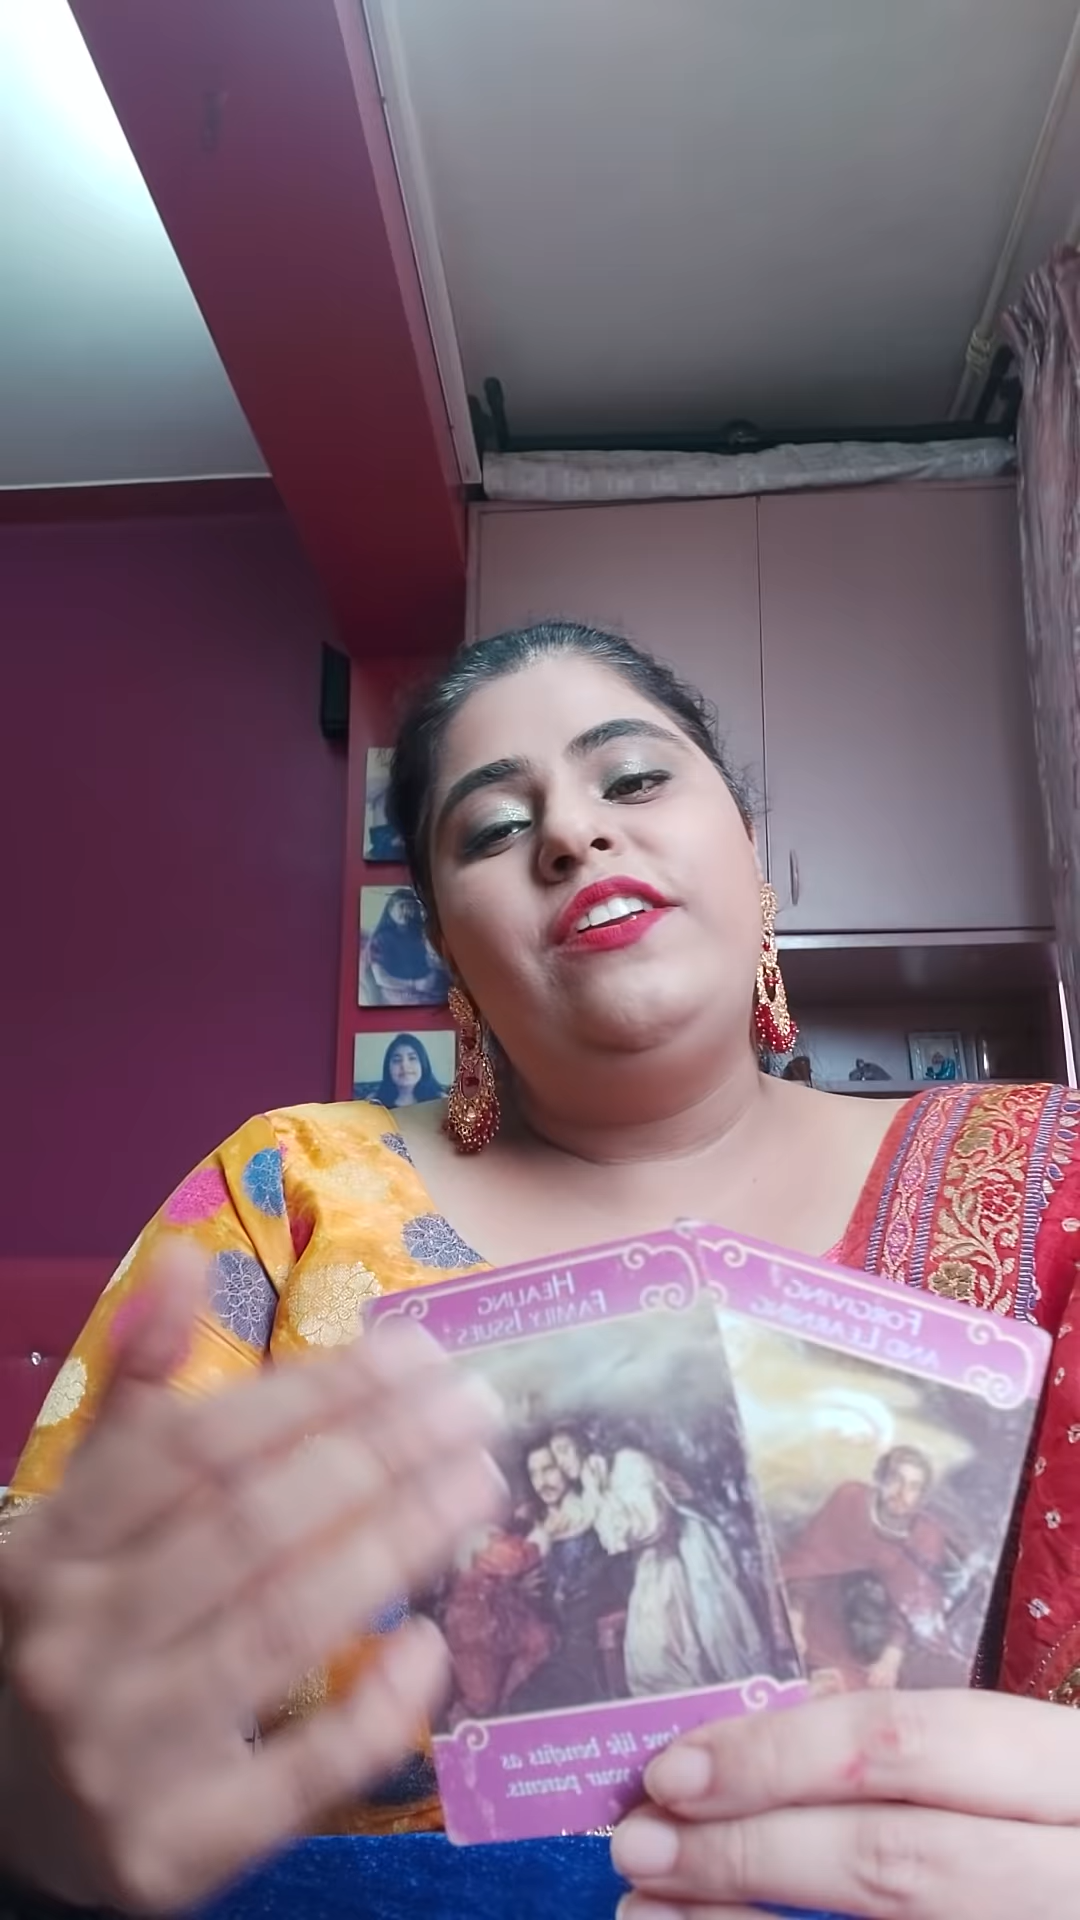 HEALING
FAMILY ISSUES
FORGIVING
AND LEARNING
love life benefits as
your parents.